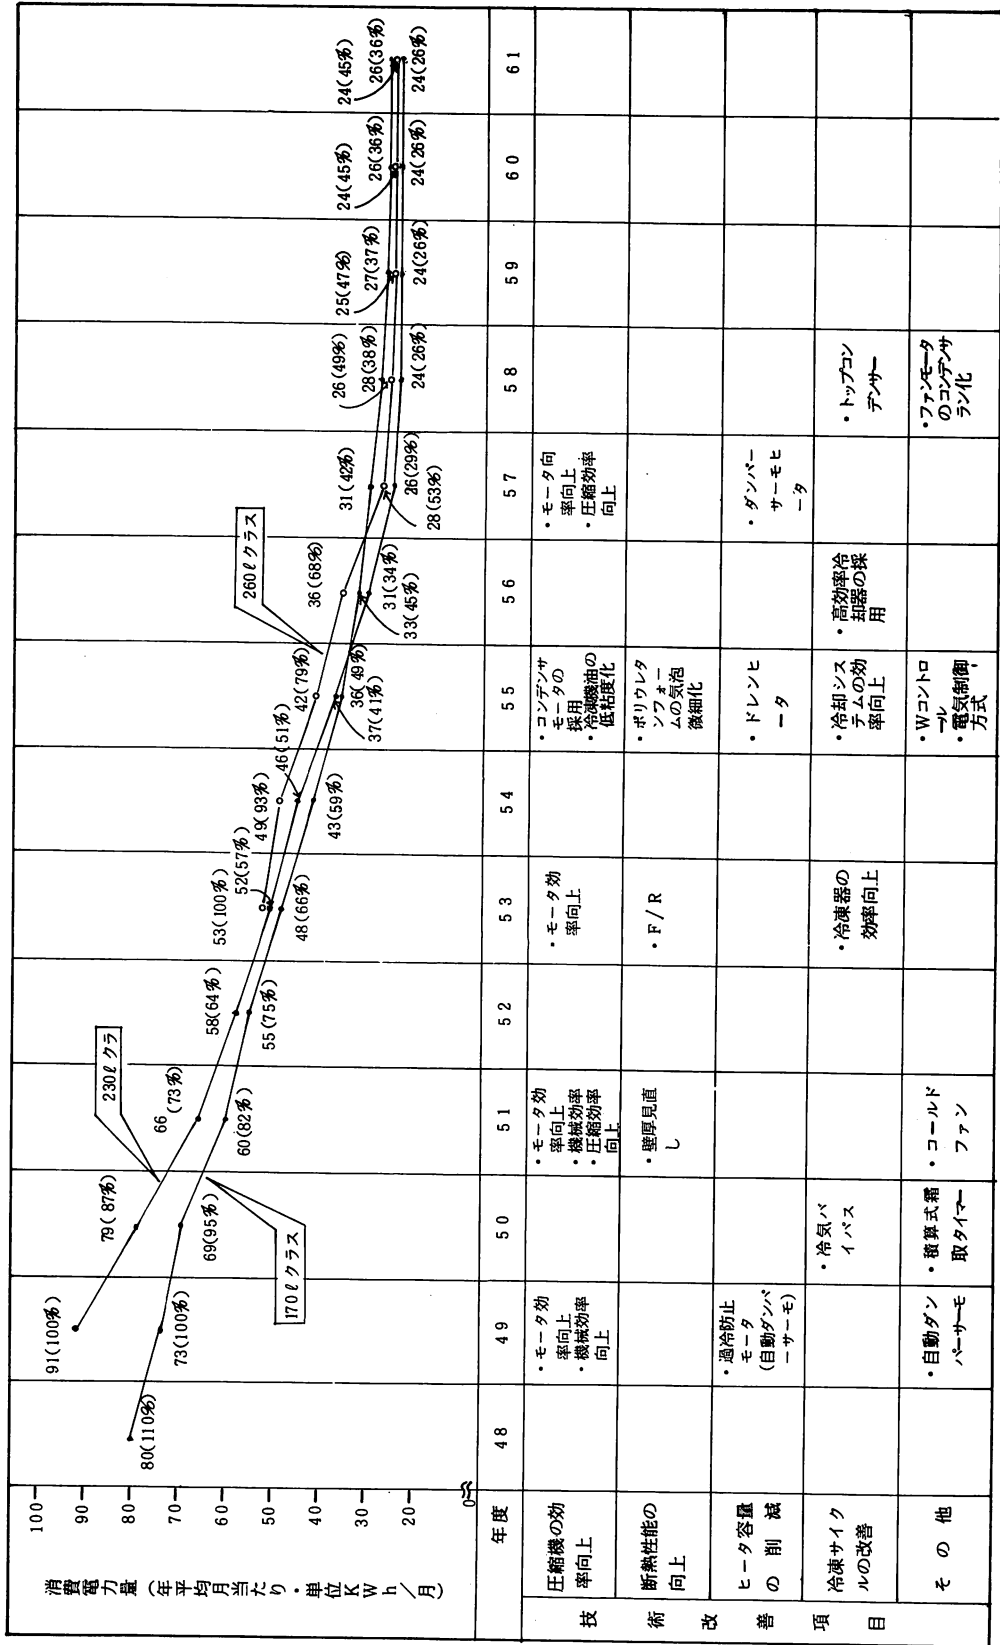 消費電力量（年平均月当たり・単位KWh／月）
100
90
80
70
60
50
40
30
20
0
80(110%)
91(100%)
73(100%)
79(87%)
69(95%)
170ℓクラス
230ℓクラ
66
(73%)
60(82%)
58(64%)
55(75%)
53(100%)
52(57%)
48(66%)
49(93%)
46(51%)
43(59%)
42(79%)
36(49%)
37(41%)
260ℓクラス
36(68%)
31(34%)
33(45%)
31(42%)
26(29%)
28(53%)
26(49%)
28(38%)
24(26%)
25(47%)
27(37%)
24(26%)
24(45%)
26(36%)
24(26%)
24(45%)
26(36%)
24(26%)
年度
48
49
50
51
52
53
54
55
56
57
58
59
60
61
技術改善項目
圧縮機の効
率向上
・モータ効
率向上
・機械効率
向上
・モータ効
率向上
・機械効率
・圧縮効率
向上
・モータ効
率向上
・コンデンサ
モータの
採用
・冷凍機油の
低粘度化
・モータ向
率向上
・圧縮効率
向上
断熱性能の
向上
・壁厚見直
し
・F/R
・ポリウレタ
ンフォー
ムの気泡
微細化
ヒータ容量
の削減
・過冷防止
モータ
(自動ダンパ
ーサーモ)
・ドレンヒ
ータ
・ダンパー
サーモヒ
ータ
冷凍サイク
ルの改善
・冷気バ
イパス
・冷凍器の
効率向上
・冷却シス
テムの効
率向上
・高効率冷
却器の採
用
・トップコン
デンサー
その他
・自動ダン
パーサーモ
・積算式霜
取タイマー
・コールド
ファン
・Wコントロ
ール
・電気制御
方式
・ファンモータ
のコンデンサ
ラン化